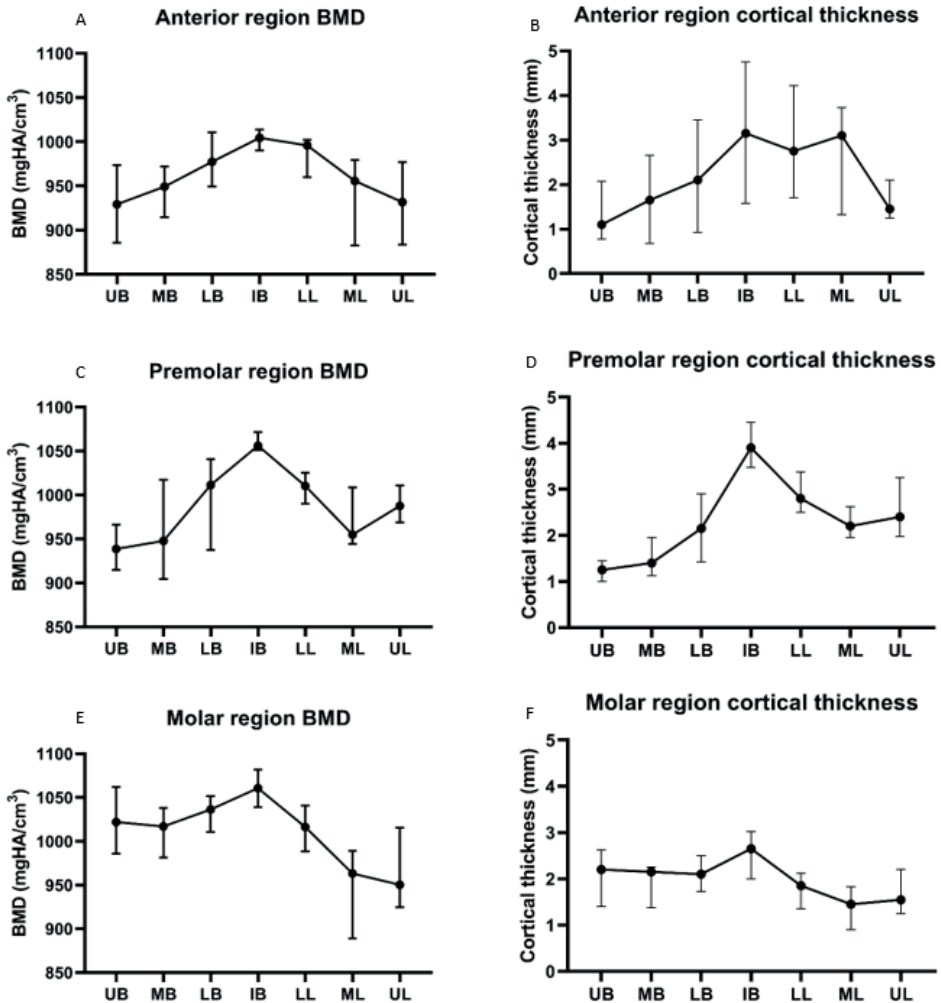 A
Anterior region BMD
BMD (mgHA/cm³)
1100
1050
1000
950
900
850
UB MB LB IB LL ML UL
B
Anterior region cortical thickness
Cortical thickness (mm)
5
4
3
2
1
0
UB MB LB IB LL ML UL
C
Premolar region BMD
BMD (mgHA/cm³)
1100
1050
1000
950
900
850
UB MB LB IB LL ML UL
D
Premolar region cortical thickness
Cortical thickness (mm)
5
4
3
2
1
0
UB MB LB IB LL ML UL
E
Molar region BMD
BMD (mgHA/cm³)
1100
1050
1000
950
900
850
UB MB LB IB LL ML UL
F
Molar region cortical thickness
Cortical thickness (mm)
5
4
3
2
1
0
UB MB LB IB LL ML UL